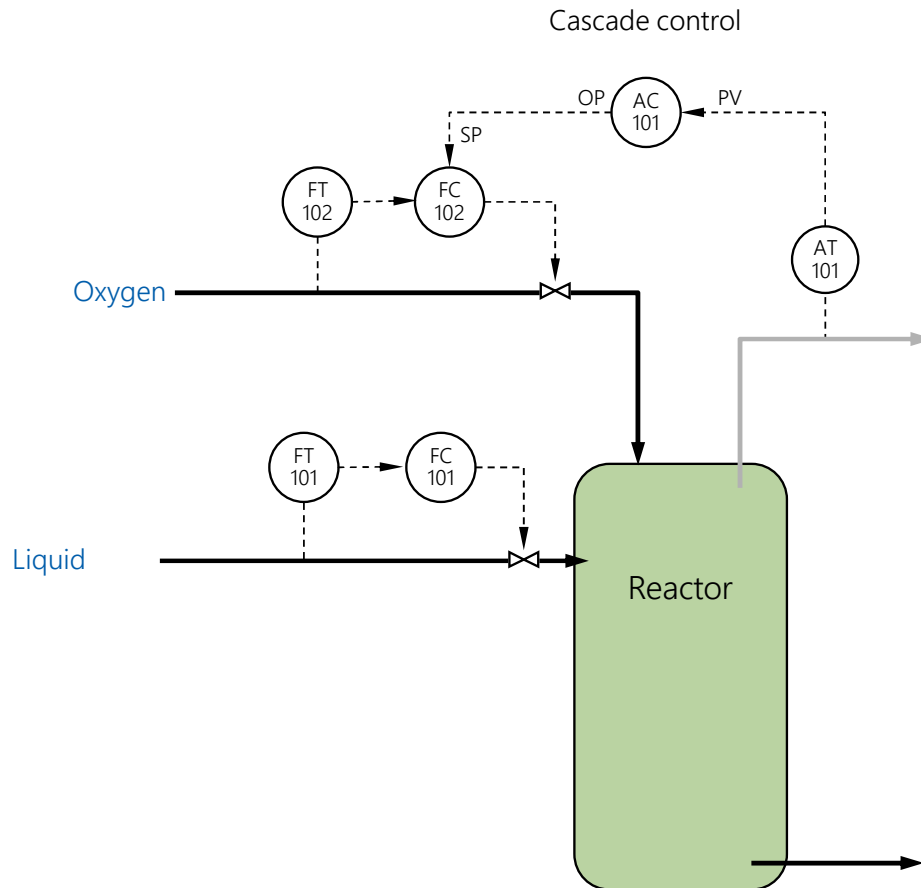 Cascade control
OP
AC
101
PV
SP
FT
102
FC
102
AT
101
Oxygen
FT
101
FC
101
Liquid
Reactor